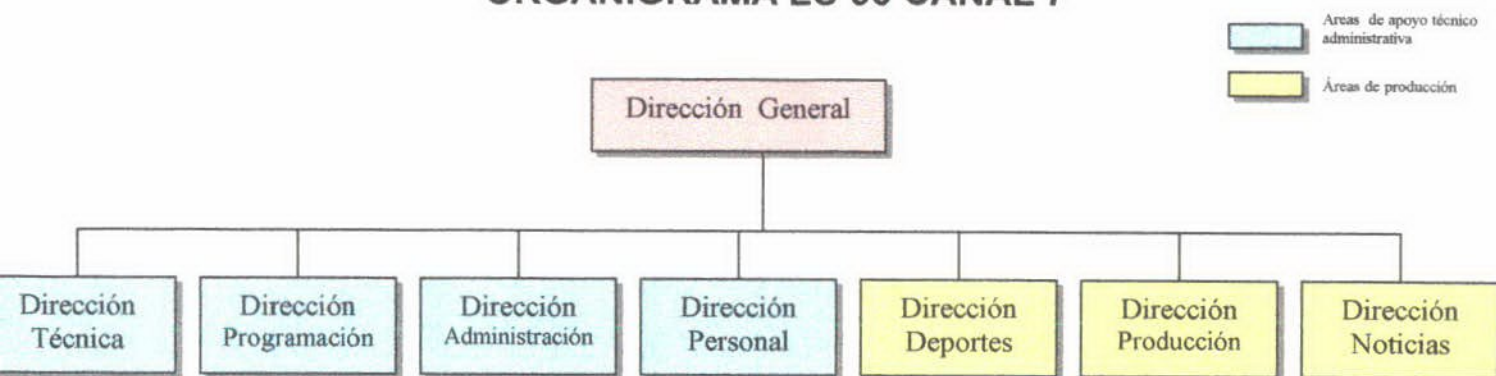 Areas de apoyo técnico
administrativa
Áreas de producción
Dirección General
Dirección
Técnica
Dirección
Programación
Dirección
Administración
Dirección
Personal
Dirección
Deportes
Dirección
Producción
Dirección
Noticias